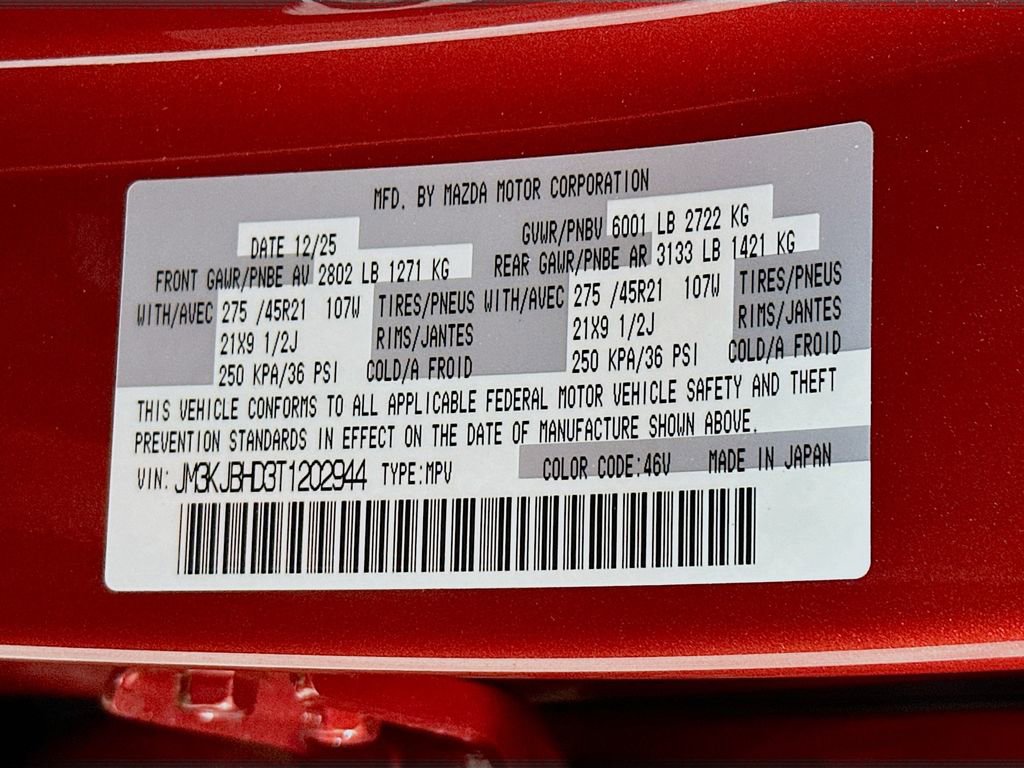 MFD. BY MAZDA MOTOR CORPORATION
DATE 12/25 GVWR/PNBV 6001 LB 2722 KG
FRONT GAWR/PNBE AV 2802 LB 1271 KG REAR GAWR/PNBE AR 3133 LB 1421 KG
WITH/AVEC 275 /45R21 107W TIRES/PNEUS WITH/AVEC 275 /45R21 107W TIRES/PNEUS
21X9 1/2J RIMS/JANTES 21X9 1/2J RIMS/JANTES
250 KPA/36 PSI COLD/A FROID 250 KPA/36 PSI COLD/A FROID
THIS VEHICLE CONFORMS TO ALL APPLICABLE FEDERAL MOTOR VEHICLE SAFETY AND THEFT
PREVENTION STANDARDS IN EFFECT ON THE DATE OF MANUFACTURE SHOWN ABOVE.
VIN: JM3KJBHD3T1202944 TYPE:MPV COLOR CODE:46V MADE IN JAPAN